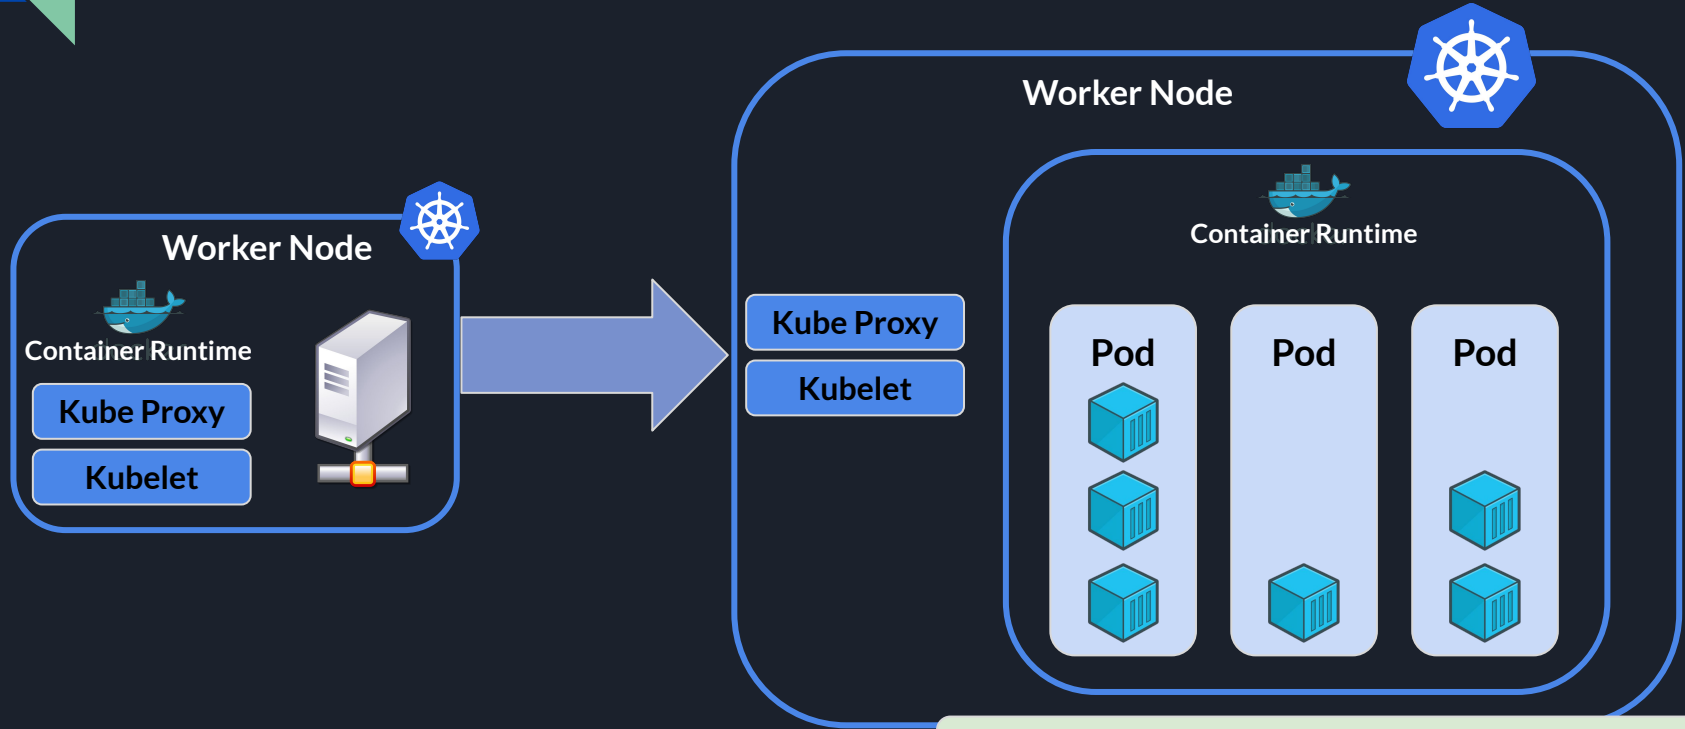 Worker Node
Container Runtime
Kube Proxy
Kubelet
Worker Node
Kube Proxy
Kubelet
Container Runtime
Pod
Pod
Pod